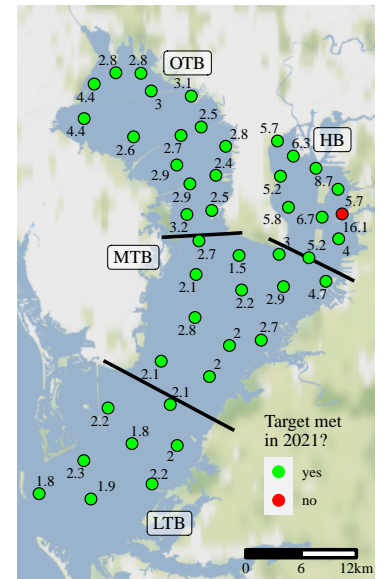 2.8 2.8
OTB
4.4 3 3.1
4.4 2.6 2.7 2.5 2.8
5.7 6.3 HB
2.9 2.4 5.2 8.7
2.9 2.5 5.8 6.7 5.7
3.2 16.1
MTB 2.7 3 5.2 4
1.5
2.1 2.2 2.9 4.7
2.8
2 2.7
2.1 2
2.1
2.2
1.8 2
2.3
1.8 1.9 2.2
LTB
Target met
in 2021?
yes
no
0 6 12km